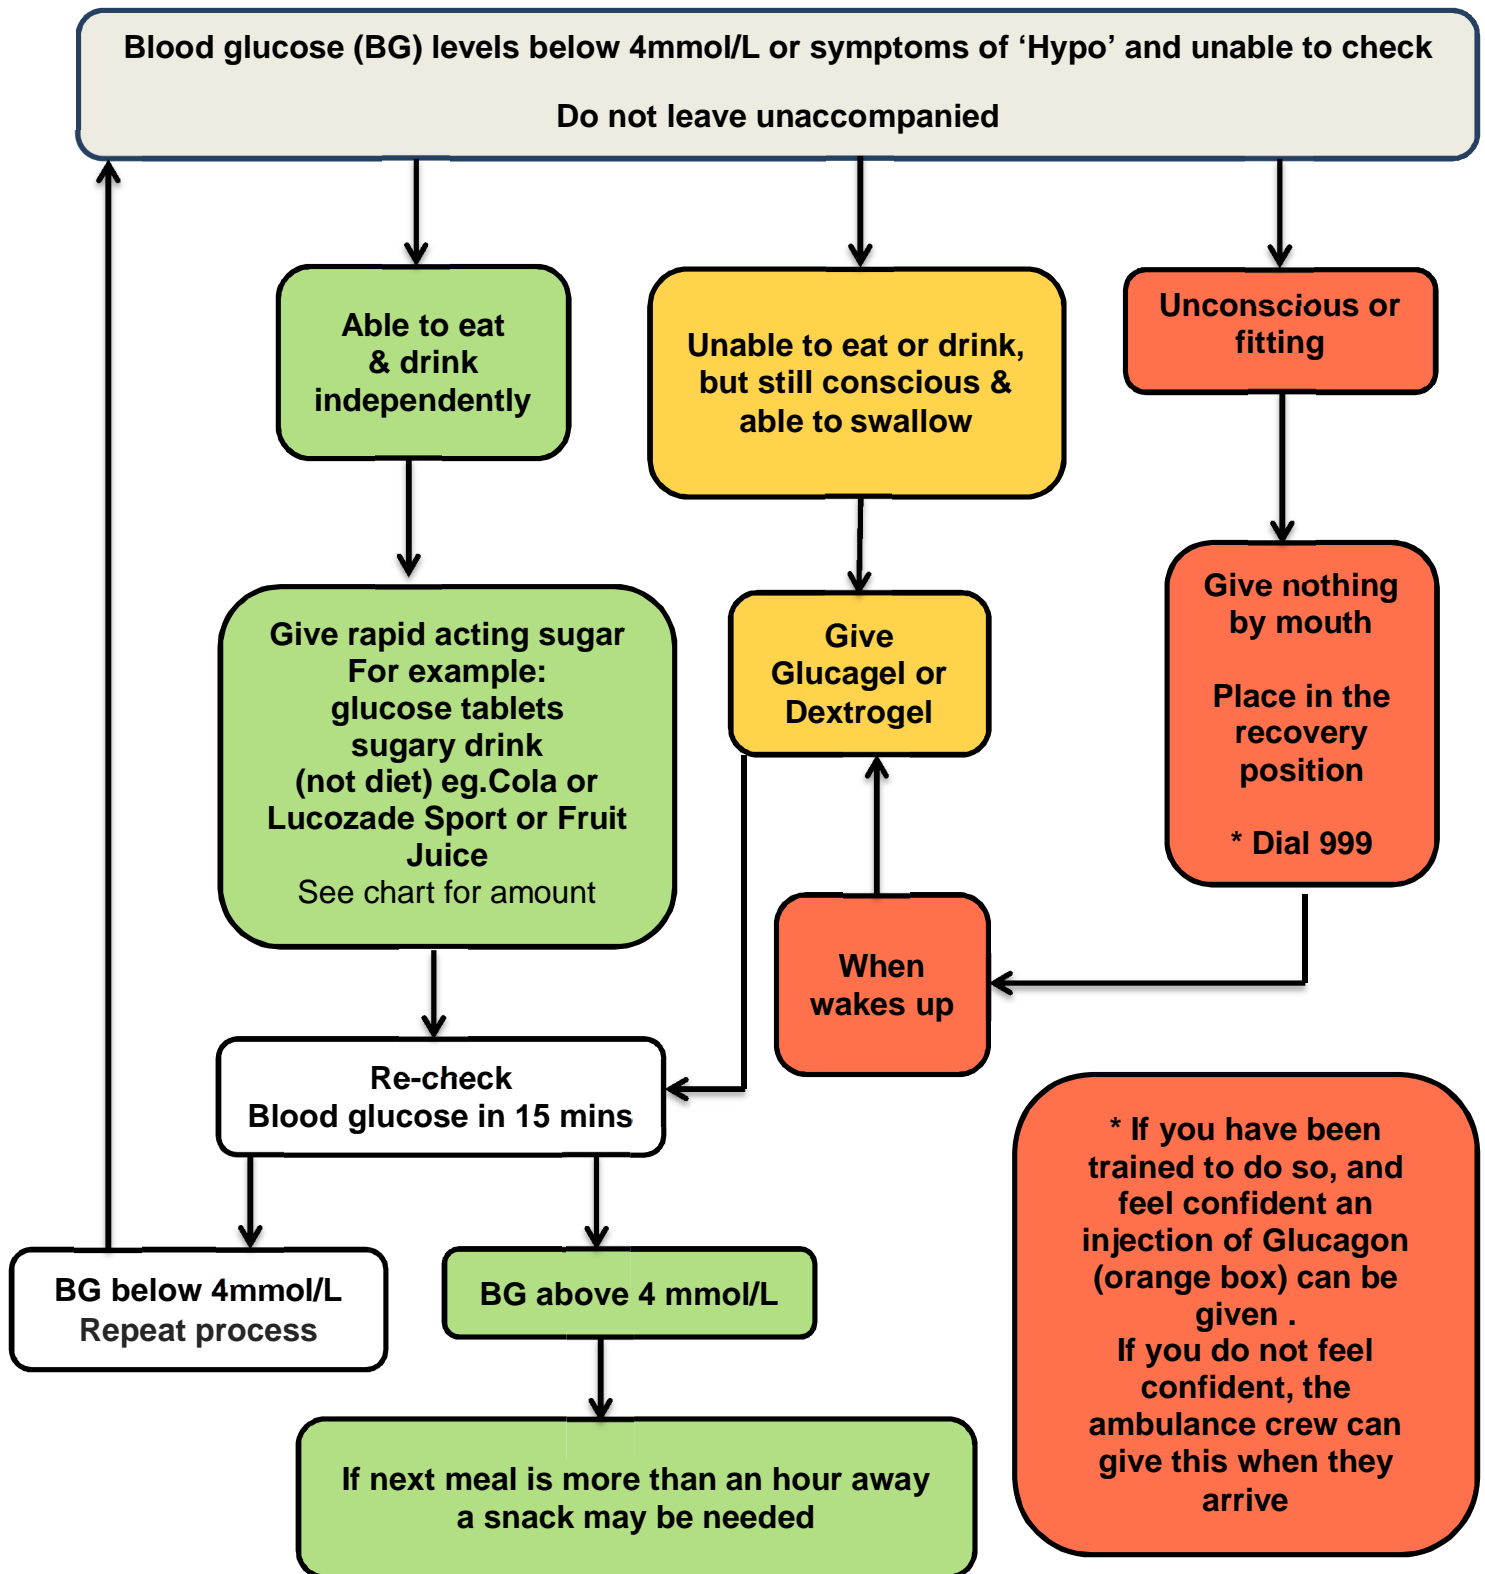 Blood glucose (BG) levels below 4mmol/L or symptoms of ‘Hypo’ and unable to check
Do not leave unaccompanied
Able to eat
& drink
independently
Unable to eat or drink,
but still conscious &
able to swallow
Unconscious or
fitting
Give rapid acting sugar
For example:
glucose tablets
sugary drink
(not diet) eg.Cola or
Lucozade Sport or Fruit
Juice
See chart for amount
Give
Glucagel or
Dextrogel
Give nothing
by mouth
Place in the
recovery
position
* Dial 999
When
wakes up
Re-check
Blood glucose in 15 mins
* If you have been
trained to do so, and
feel confident an
injection of Glucagon
(orange box) can be
given .
If you do not feel
confident, the
ambulance crew can
give this when they
arrive
BG below 4mmol/L
Repeat process
BG above 4 mmol/L
If next meal is more than an hour away
a snack may be needed